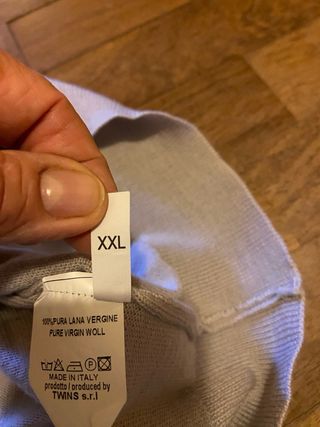 XXL
100%PURA LANA VERGINE
PURE VIRGIN WOLL
MADE IN ITALY
prodotto / produced by
TWINS s.r.l